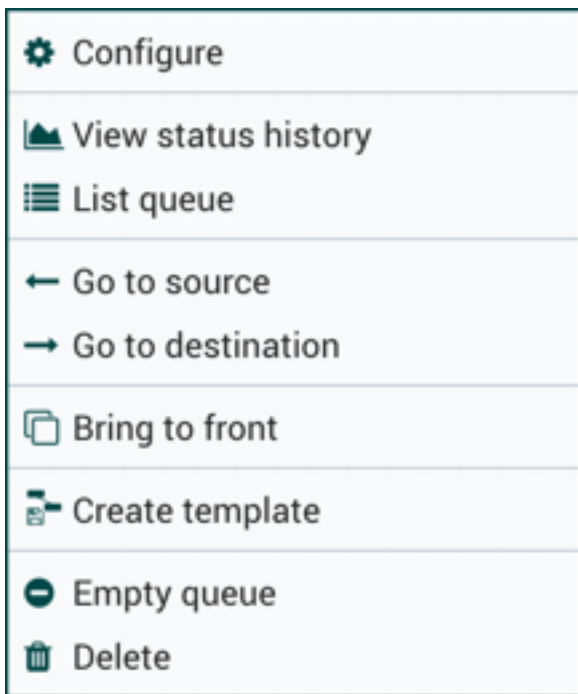 Configure
View status history
List queue
Go to source
Go to destination
Bring to front
Create template
Empty queue
Delete